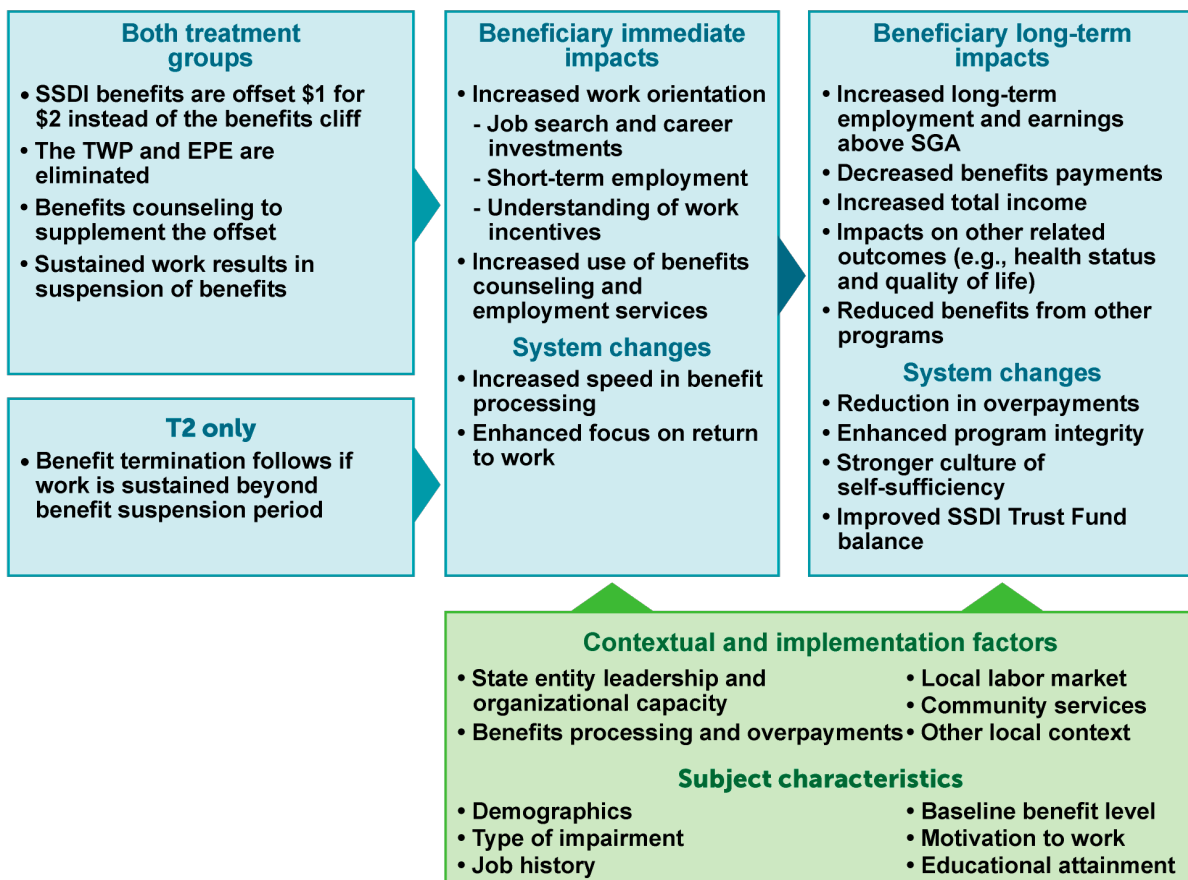 Both treatment
groups
• SSDI benefits are offset $1 for
$2 instead of the benefits cliff
• The TWP and EPE are
eliminated
• Benefits counseling to
supplement the offset
• Sustained work results in
suspension of benefits
T2 only
• Benefit termination follows if
work is sustained beyond
benefit suspension period
Beneficiary immediate
impacts
• Increased work orientation
- Job search and career
investments
- Short-term employment
- Understanding of work
incentives
• Increased use of benefits
counseling and
employment services
System changes
• Increased speed in benefit
processing
• Enhanced focus on return
to work
Beneficiary long-term
impacts
• Increased long-term
employment and earnings
above SGA
• Decreased benefits payments
• Increased total income
• Impacts on other related
outcomes (e.g., health status
and quality of life)
• Reduced benefits from other
programs
System changes
• Reduction in overpayments
• Enhanced program integrity
• Stronger culture of
self-sufficiency
• Improved SSDI Trust Fund
balance
Contextual and implementation factors
• State entity leadership and
organizational capacity
• Benefits processing and overpayments
• Local labor market
• Community services
• Other local context
Subject characteristics
• Demographics
• Type of impairment
• Job history
• Baseline benefit level
• Motivation to work
• Educational attainment